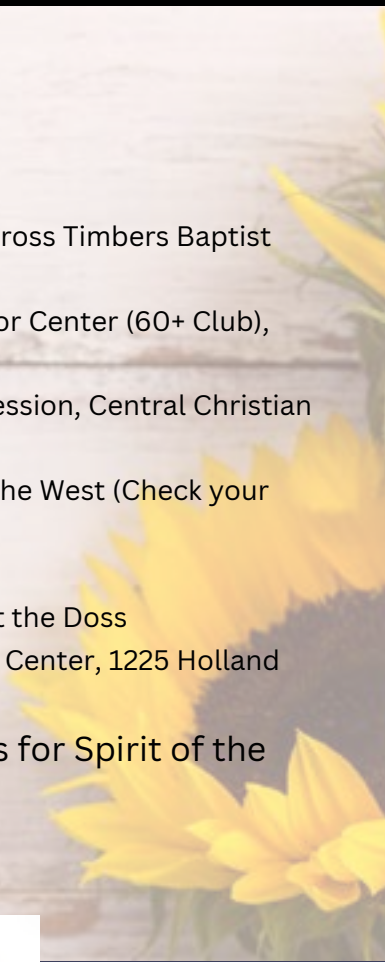 ross Timbers Baptist
or Center (60+ Club),
ession, Central Christian
he West (Check your
t the Doss
Center, 1225 Holland
s for Spirit of the